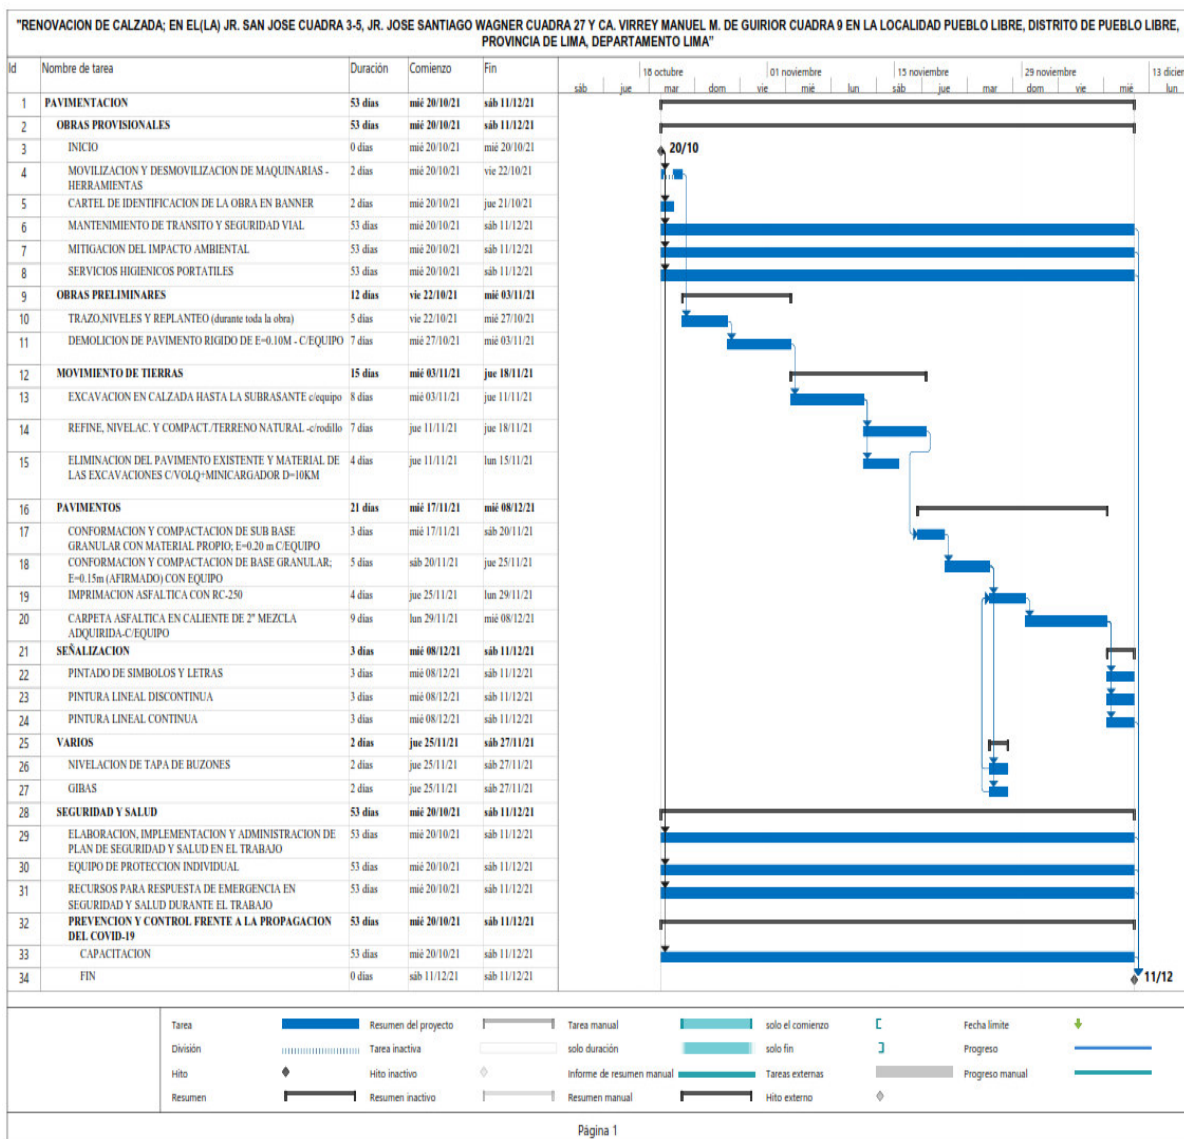 "RENOVACION DE CALZADA; EN EL(LA) JR. SAN JOSE CUADRA 3-5, JR. JOSE SANTIAGO WAGNER CUADRA 27 Y CA. VIRREY MANUEL M. DE GUIRIOR CUADRA 9 EN LA LOCALIDAD PUEBLO LIBRE, DISTRITO DE PUEBLO LIBRE,
PROVINCIA DE LIMA, DEPARTAMENTO LIMA"
Id Nombre de tarea Duración Comienzo Fin
18 octubre 01 noviembre 15 noviembre 29 noviembre 13 dicien
sáb jue mar dom vie mié lun sáb jue mar dom vie mié lun
1 PAVIMENTACION 53 días mié 20/10/21 sáb 11/12/21
2 OBRAS PROVISIONALES 53 días mié 20/10/21 sáb 11/12/21
3 INICIO 0 días mié 20/10/21 mié 20/10/21 20/10
4 MOVILIZACION Y DESMOVILIZACION DE MAQUINARIAS - 2 días mié 20/10/21 vie 22/10/21
HERRAMIENTAS
5 CARTEL DE IDENTIFICACION DE LA OBRA EN BANNER 2 días mié 20/10/21 jue 21/10/21
6 MANTENIMIENTO DE TRANSITO Y SEGURIDAD VIAL 53 días mié 20/10/21 sáb 11/12/21
7 MITIGACION DEL IMPACTO AMBIENTAL 53 días mié 20/10/21 sáb 11/12/21
8 SERVICIOS HIGIENICOS PORTATILES 53 días mié 20/10/21 sáb 11/12/21
9 OBRAS PRELIMINARES 12 días vie 22/10/21 mié 03/11/21
10 TRAZO,NIVELES Y REPLANTEO (durante toda la obra) 5 días vie 22/10/21 mié 27/10/21
11 DEMOLICION DE PAVIMENTO RIGIDO DE E=0.10M - C/EQUIPO 7 días mié 27/10/21 mié 03/11/21
12 MOVIMIENTO DE TIERRAS 15 días mié 03/11/21 jue 18/11/21
13 EXCAVACION EN CALZADA HASTA LA SUBRASANTE c/equipo 8 días mié 03/11/21 jue 11/11/21
14 REFINE, NIVELAC. Y COMPACT./TERRENO NATURAL -c/rodillo 7 días jue 11/11/21 jue 18/11/21
15 ELIMINACION DEL PAVIMENTO EXISTENTE Y MATERIAL DE 4 días jue 11/11/21 lun 15/11/21
LAS EXCAVACIONES C/VOLQ+MINICARGADOR D=10KM
16 PAVIMENTOS 21 días mié 17/11/21 mié 08/12/21
17 CONFORMACION Y COMPACTACION DE SUB BASE 3 días mié 17/11/21 sáb 20/11/21
GRANULAR CON MATERIAL PROPIO; E=0.20 m C/EQUIPO
18 CONFORMACION Y COMPACTACION DE BASE GRANULAR; 5 días sáb 20/11/21 jue 25/11/21
E=0.15m (AFIRMADO) CON EQUIPO
19 IMPRIMACION ASFALTICA CON RC-250 4 días jue 25/11/21 lun 29/11/21
20 CARPETA ASFALTICA EN CALIENTE DE 2" MEZCLA 9 días lun 29/11/21 mié 08/12/21
ADQUIRIDA-C/EQUIPO
21 SEÑALIZACION 3 días mié 08/12/21 sáb 11/12/21
22 PINTADO DE SIMBOLOS Y LETRAS 3 días mié 08/12/21 sáb 11/12/21
23 PINTURA LINEAL DISCONTINUA 3 días mié 08/12/21 sáb 11/12/21
24 PINTURA LINEAL CONTINUA 3 días mié 08/12/21 sáb 11/12/21
25 VARIOS 2 días jue 25/11/21 sáb 27/11/21
26 NIVELACION DE TAPA DE BUZONES 2 días jue 25/11/21 sáb 27/11/21
27 GIBAS 2 días jue 25/11/21 sáb 27/11/21
28 SEGURIDAD Y SALUD 53 días mié 20/10/21 sáb 11/12/21
29 ELABORACION, IMPLEMENTACION Y ADMINISTRACION DE 53 días mié 20/10/21 sáb 11/12/21
PLAN DE SEGURIDAD Y SALUD EN EL TRABAJO
30 EQUIPO DE PROTECCION INDIVIDUAL 53 días mié 20/10/21 sáb 11/12/21
31 RECURSOS PARA RESPUESTA DE EMERGENCIA EN 53 días mié 20/10/21 sáb 11/12/21
SEGURIDAD Y SALUD DURANTE EL TRABAJO
32 PREVENCION Y CONTROL FRENTE A LA PROPAGACION 53 días mié 20/10/21 sáb 11/12/21
DEL COVID-19
33 CAPACITACION 53 días mié 20/10/21 sáb 11/12/21
34 FIN 0 días sáb 11/12/21 sáb 11/12/21 11/12
Tarea Resumen del proyecto Tarea manual solo el comienzo Fecha límite
División Tarea inactiva solo duración solo fin Progreso
Hito Hito inactivo Informe de resumen manual Tareas externas Progreso manual
Resumen Resumen inactivo Resumen manual Hito externo
Página 1